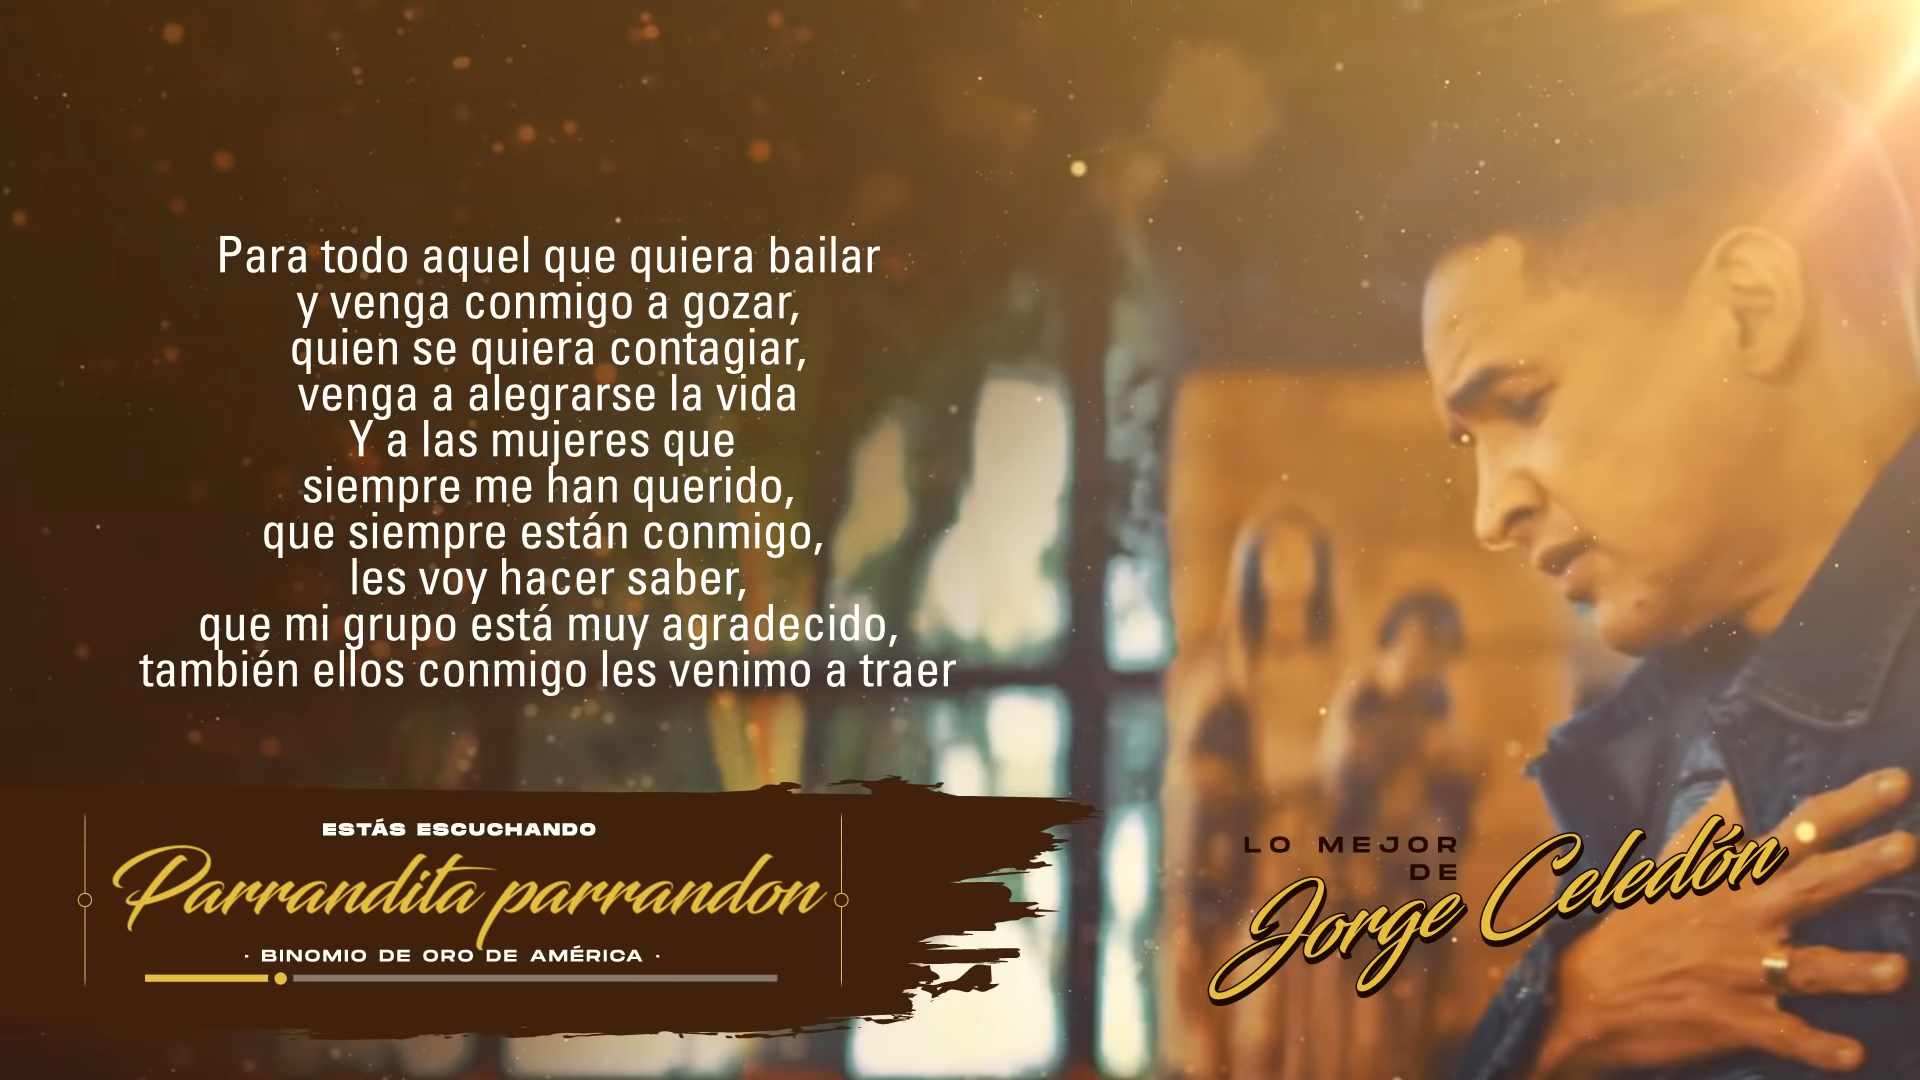 Para todo aquel que quiera bailar
y venga conmigo a gozar,
quien se quiera contagiar,
venga a alegrarse la vida
Y a las mujeres que
siempre me han querido,
que siempre están conmigo,
les voy hacer saber,
que mi grupo está muy agradecido,
también ellos conmigo les venimo a traer
ESTÁS ESCUCHANDO
Parrandita parrandon
· BINOMIO DE ORO DE AMÉRICA ·
LO MEJOR
DE
Jorge Celedón